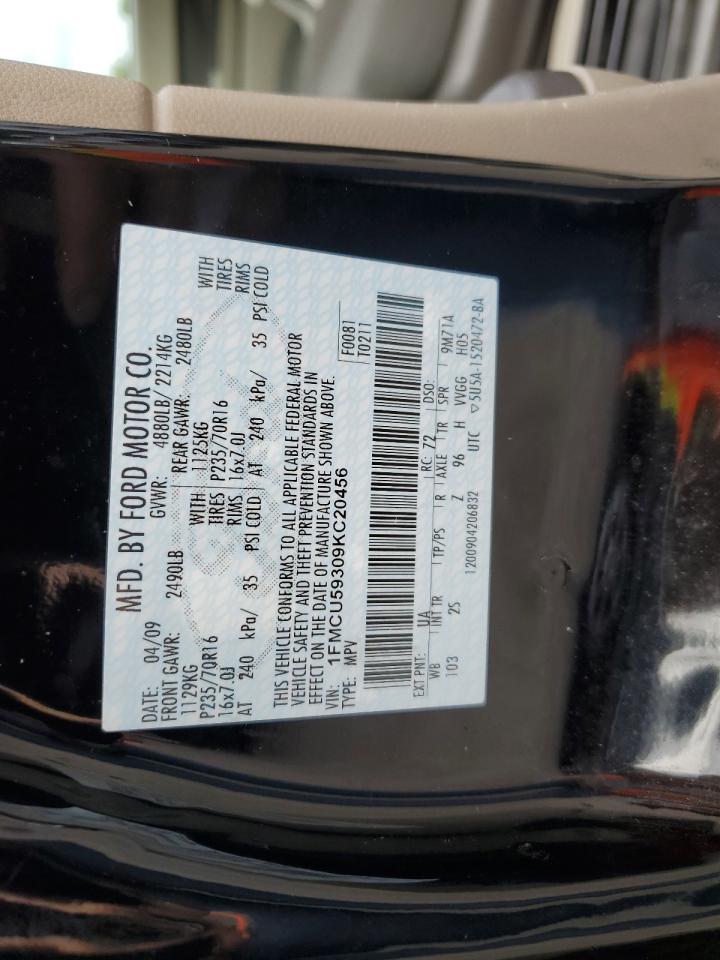 MFD. BY FORD MOTOR CO.
DATE: 04/09 GVWR: 4880LB/ 2214KG
FRONT GAWR: 2490LB REAR GAWR: 2480LB
1129KG WITH 1125KG WITH
P235/70R16 TIRES P235/70R16 TIRES
16x7.0J RIMS 16x7.0J RIMS
AT 240 kPa/ 35 PSI COLD AT 240 kPa/ 35 PSI COLD
THIS VEHICLE CONFORMS TO ALL APPLICABLE FEDERAL MOTOR
VEHICLE SAFETY AND THEFT PREVENTION STANDARDS IN
EFFECT ON THE DATE OF MANUFACTURE SHOWN ABOVE.
VIN: 1FMCU59309KC20456 F0081
TYPE: MPV T0211
EXT PNT: UA RC: 72 DSO:
WB INT TR TP/PS R AXLE TR SPR 9M71A
103 2S Z 96 H VVGG H05
1200904206832 UTC ▽5U5A-1520472-BA